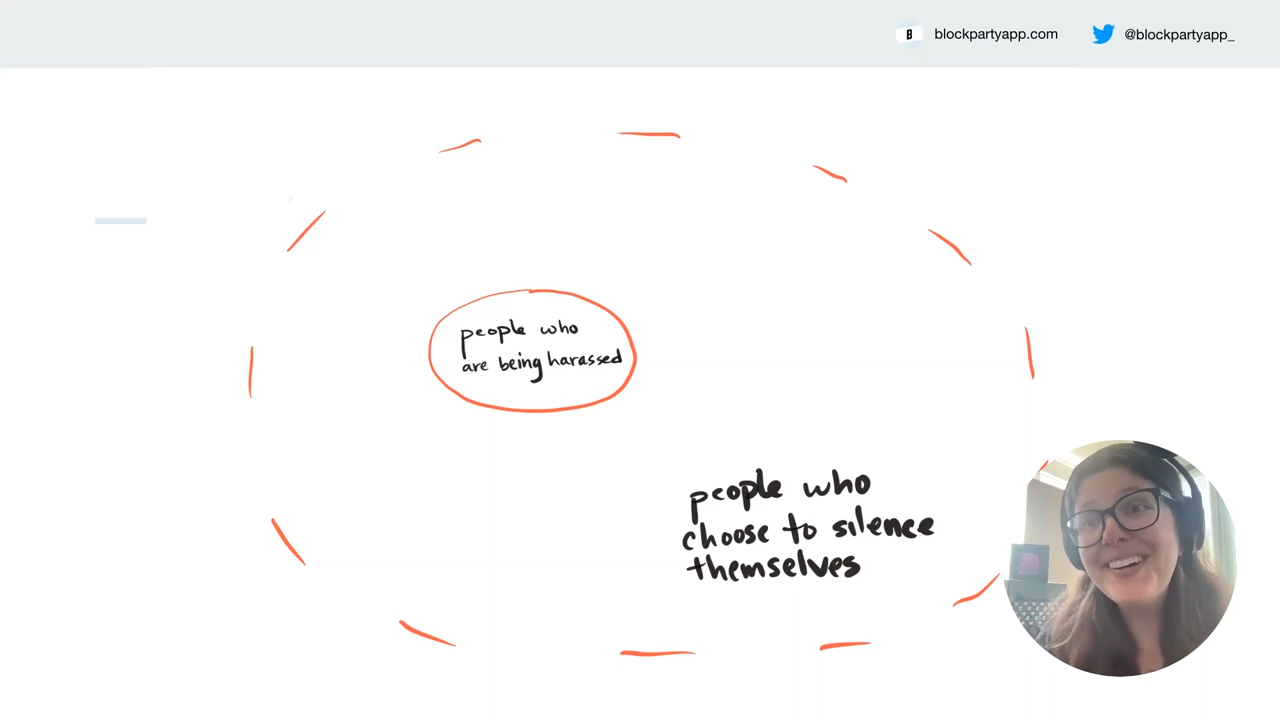 B blockpartyapp.com @blockpartyapp_
people who
are being harassed
people who
choose to silence
themselves